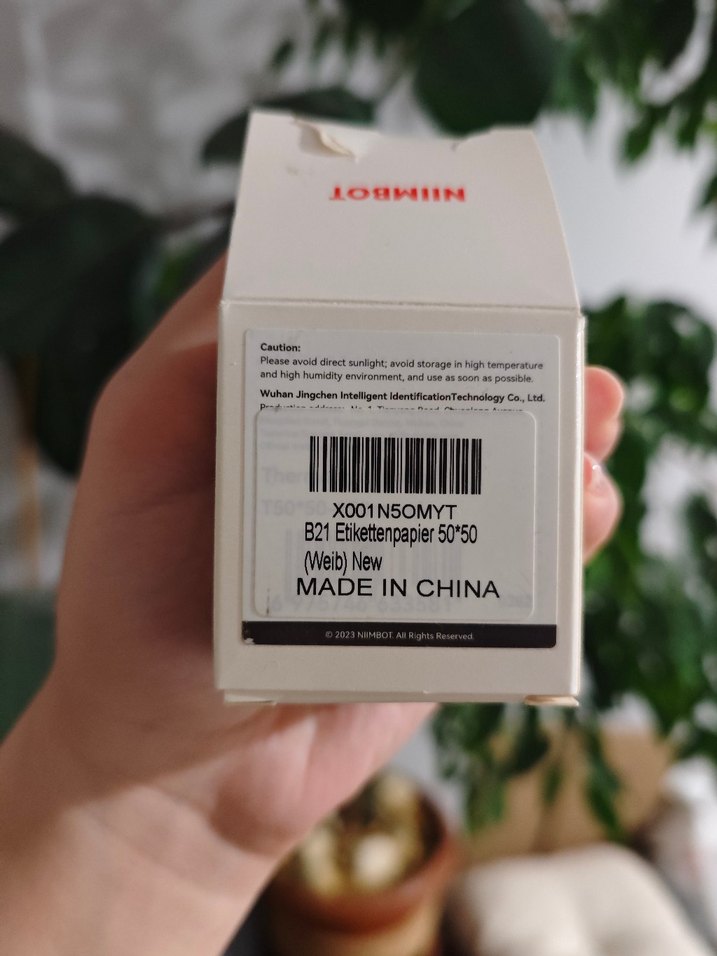 NIIMBOT
Caution:
Please avoid direct sunlight; avoid storage in high temperature
and high humidity environment, and use as soon as possible.
Wuhan Jingchen Intelligent IdentificationTechnology Co., Ltd.
X001N5OMYT
B21 Etikettenpapier 50*50
(Weib) New
MADE IN CHINA
© 2023 NIIMBOT. All Rights Reserved.